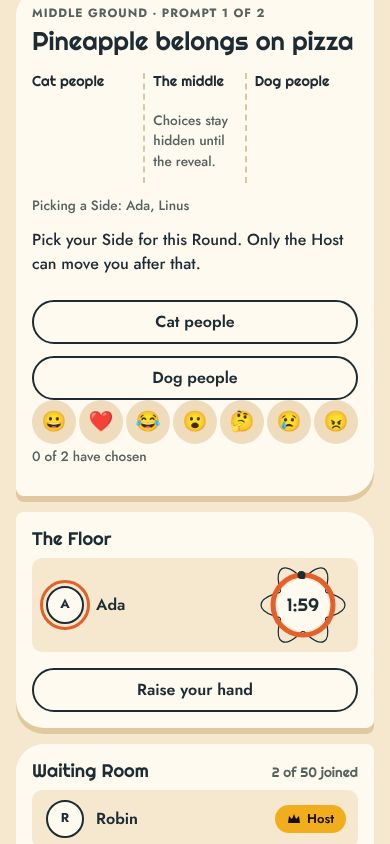 MIDDLE GROUND · PROMPT 1 OF 2
Pineapple belongs on pizza
Cat people
The middle
Dog people
Choices stay
hidden until
the reveal.
Picking a Side: Ada, Linus
Pick your Side for this Round. Only the Host
can move you after that.
Cat people
Dog people
0 of 2 have chosen
The Floor
A
Ada
1:59
Raise your hand
Waiting Room
2 of 50 joined
R
Robin
Host